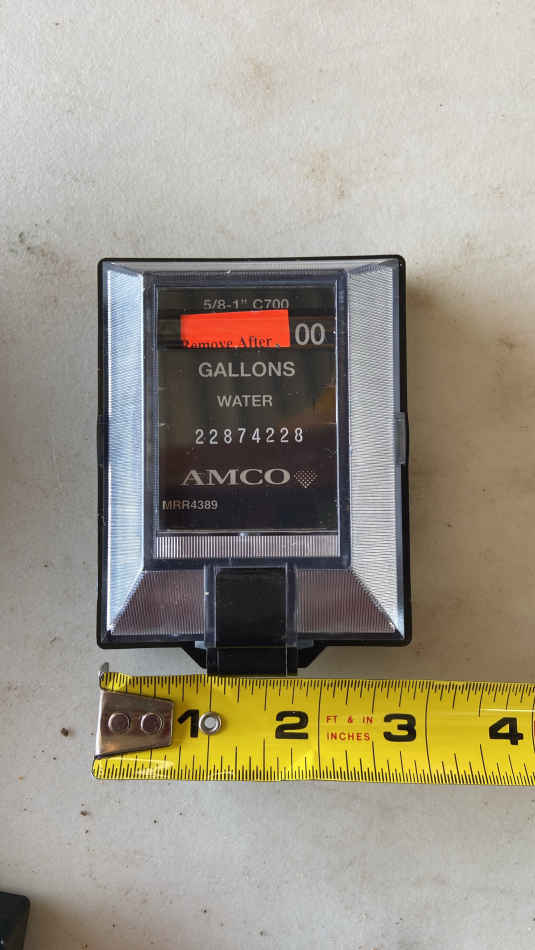 5/8-1" C700
Remove After
00
GALLONS
WATER
22874228
AMCO
MRR4389
1 2 FT & IN 3 4
INCHES